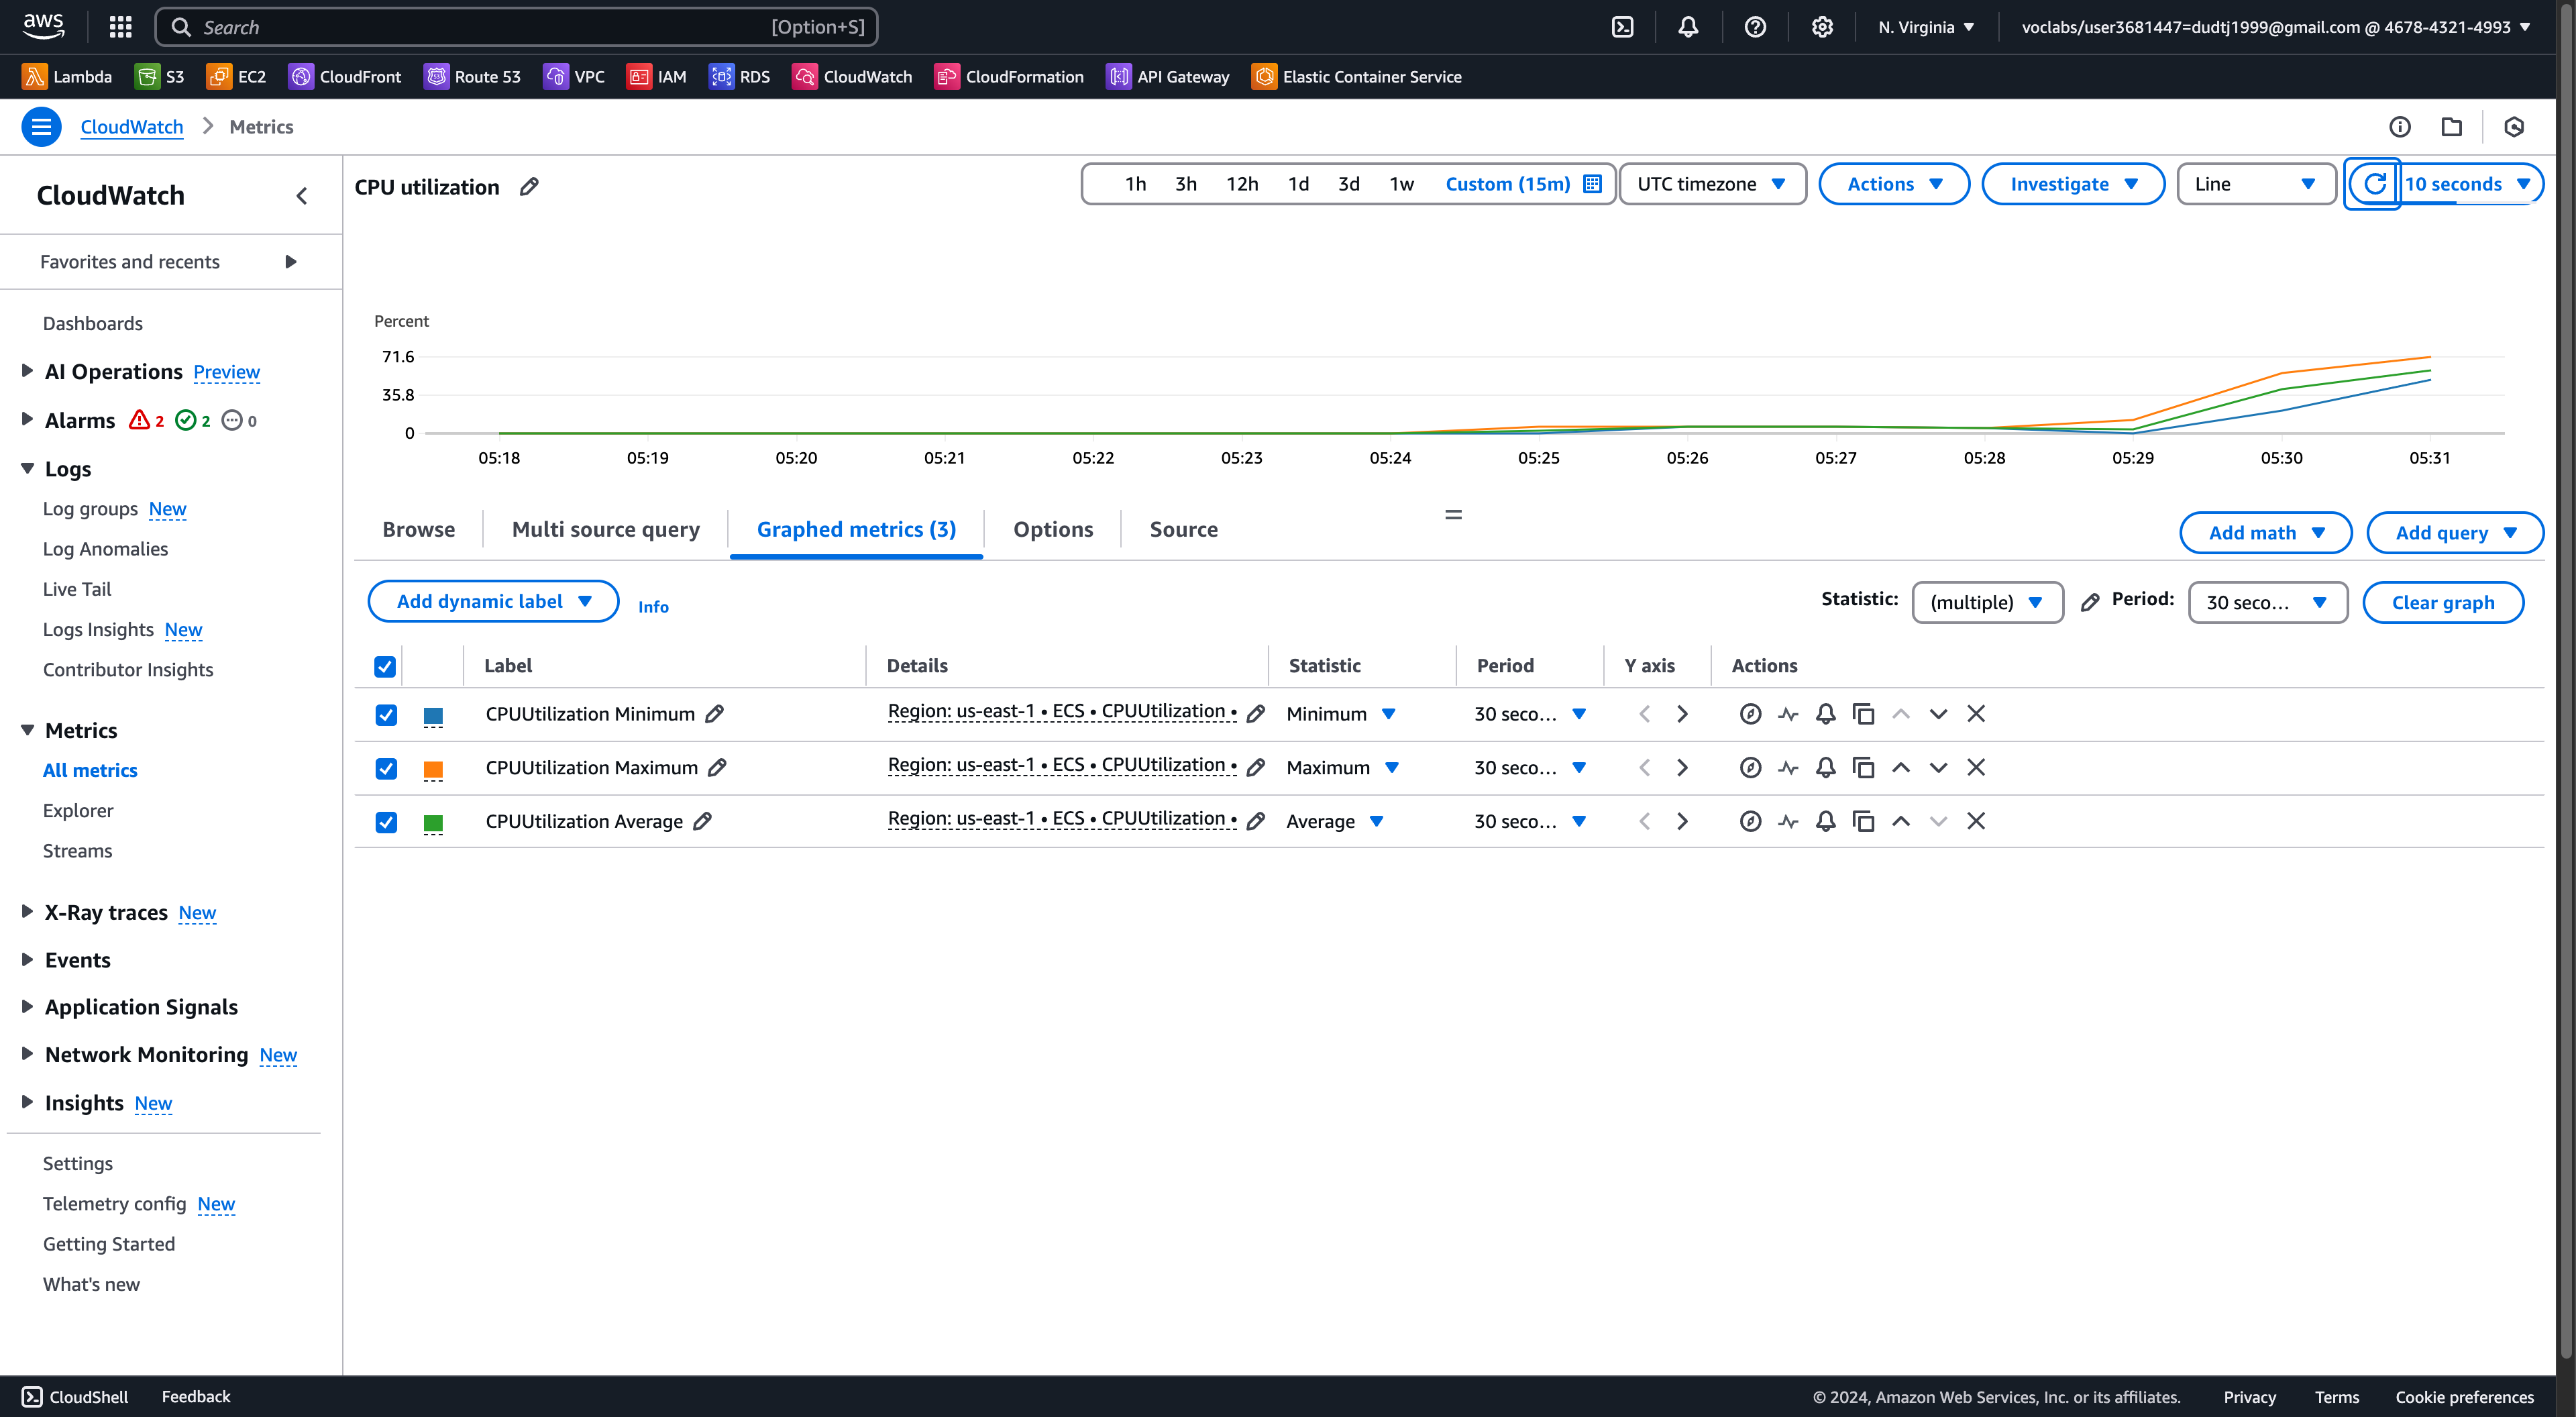 aws
Search
[Option+S]
N. Virginia
voclabs/user3681447=dudtj1999@gmail.com @ 4678-4321-4993
Lambda
S3
EC2
CloudFront
Route 53
VPC
IAM
RDS
CloudWatch
CloudFormation
API Gateway
Elastic Container Service
CloudWatch
Metrics
CloudWatch
Favorites and recents
Dashboards
AI Operations Preview
Alarms 2 2 0
Logs
Log groups New
Log Anomalies
Live Tail
Logs Insights New
Contributor Insights
Metrics
All metrics
Explorer
Streams
X-Ray traces New
Events
Application Signals
Network Monitoring New
Insights New
Settings
Telemetry config New
Getting Started
What's new
CPU utilization
1h 3h 12h 1d 3d 1w Custom (15m)
UTC timezone
Actions
Investigate
Line
10 seconds
Percent
71.6
35.8
0
05:18 05:19 05:20 05:21 05:22 05:23 05:24 05:25 05:26 05:27 05:28 05:29 05:30 05:31
Browse
Multi source query
Graphed metrics (3)
Options
Source
Add math
Add query
Add dynamic label
Info
Statistic:
(multiple)
Period:
30 seco...
Clear graph
Label Details Statistic Period Y axis Actions
CPUUtilization Minimum Region: us-east-1 • ECS • CPUUtilization • Minimum 30 seco...
CPUUtilization Maximum Region: us-east-1 • ECS • CPUUtilization • Maximum 30 seco...
CPUUtilization Average Region: us-east-1 • ECS • CPUUtilization • Average 30 seco...
CloudShell
Feedback
© 2024, Amazon Web Services, Inc. or its affiliates.
Privacy
Terms
Cookie preferences